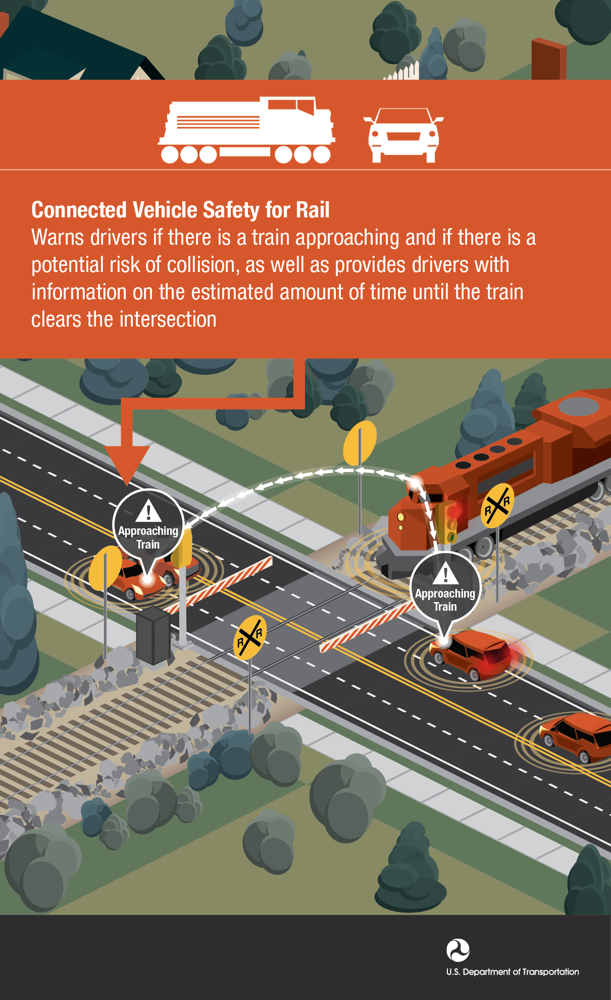 Connected Vehicle Safety for Rail
Warns drivers if there is a train approaching and if there is a
potential risk of collision, as well as provides drivers with
information on the estimated amount of time until the train
clears the intersection
!
Approaching
Train
R R
!
Approaching
Train
R R
U.S. Department of Transportation